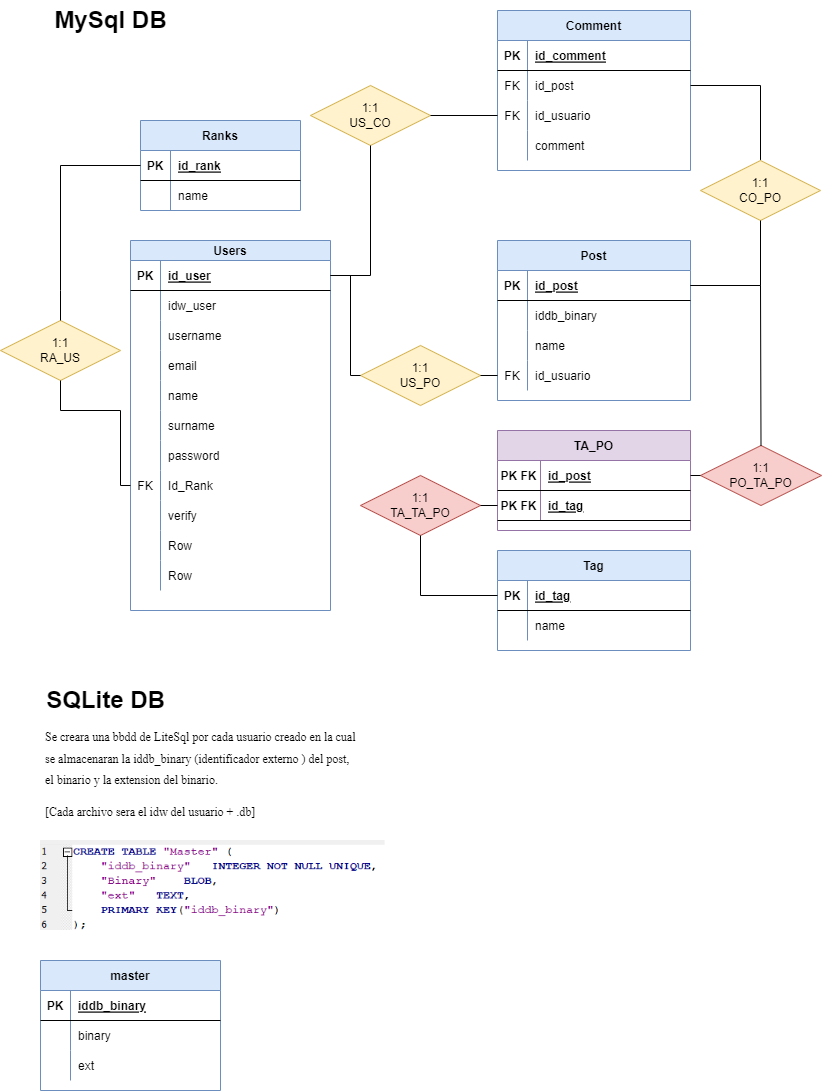 MySql DB
Comment
PK id_comment
FK id_post
FK id_usuario
comment
1:1
US_CO
Ranks
PK id_rank
name
1:1
CO_PO
Users
PK id_user
idw_user
username
email
name
surname
password
FK Id_Rank
verify
Row
Row
1:1
RA_US
Post
PK id_post
iddb_binary
name
FK id_usuario
1:1
US_PO
TA_PO
PK FK id_post
PK FK id_tag
1:1
PO_TA_PO
1:1
TA_TA_PO
Tag
PK id_tag
name
SQLite DB
Se creara una bbdd de LiteSql por cada usuario creado en la cual
se almacenaran la iddb_binary (identificador externo ) del post,
el binario y la extension del binario.
[Cada archivo sera el idw del usuario + .db]
1 CREATE TABLE "Master" (
2 "iddb_binary" INTEGER NOT NULL UNIQUE,
3 "Binary" BLOB,
4 "ext" TEXT,
5 PRIMARY KEY("iddb_binary")
6 );
master
PK iddb_binary
binary
ext